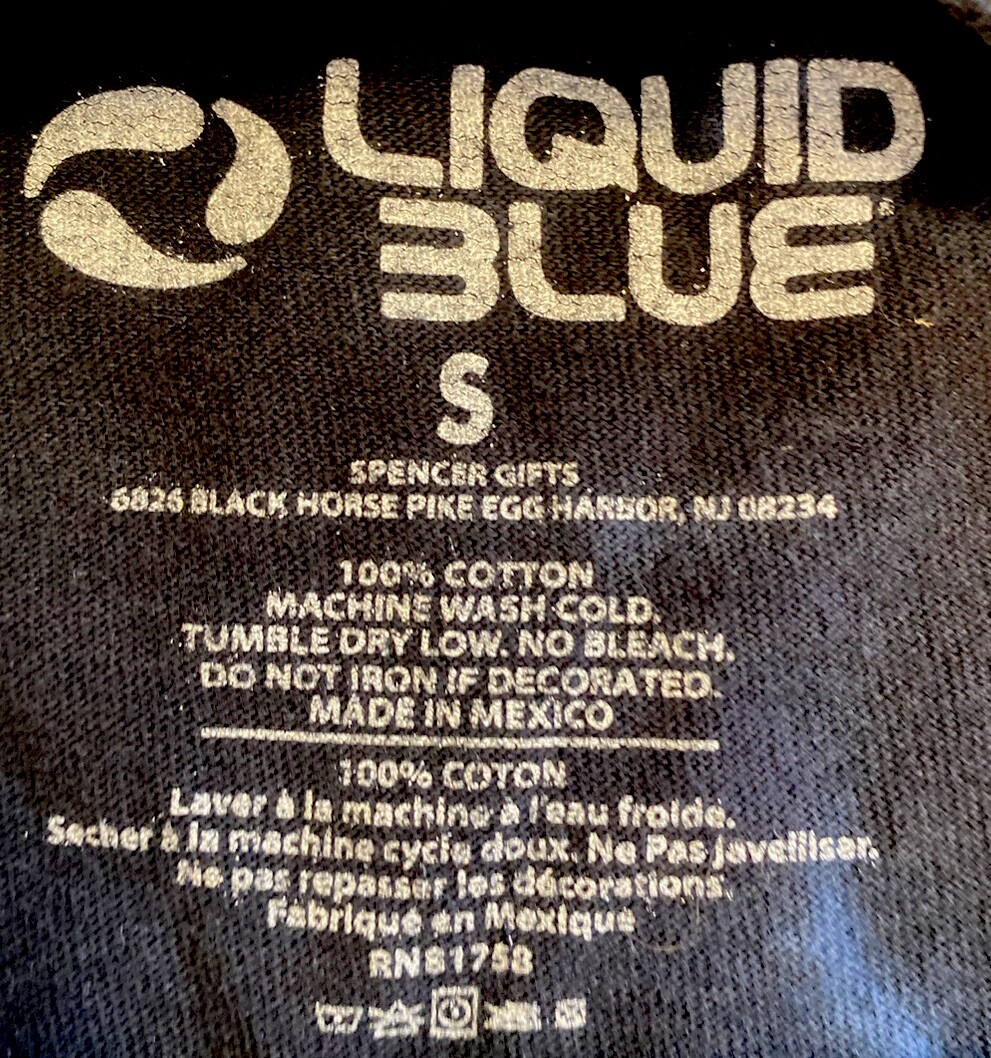 LIQUID
BLUE®
S
SPENCER GIFTS
6826 BLACK HORSE PIKE EGG HARBOR, NJ 08234
100% COTTON
MACHINE WASH COLD.
TUMBLE DRY LOW. NO BLEACH.
DO NOT IRON IF DECORATED.
MADE IN MEXICO
100% COTON
Laver à la machine à l'eau froide.
Secher à la machine cycle doux. Ne Pas Javelliser.
Ne pas repasser les décorations.
Fabriqué en Mexique
RN81758